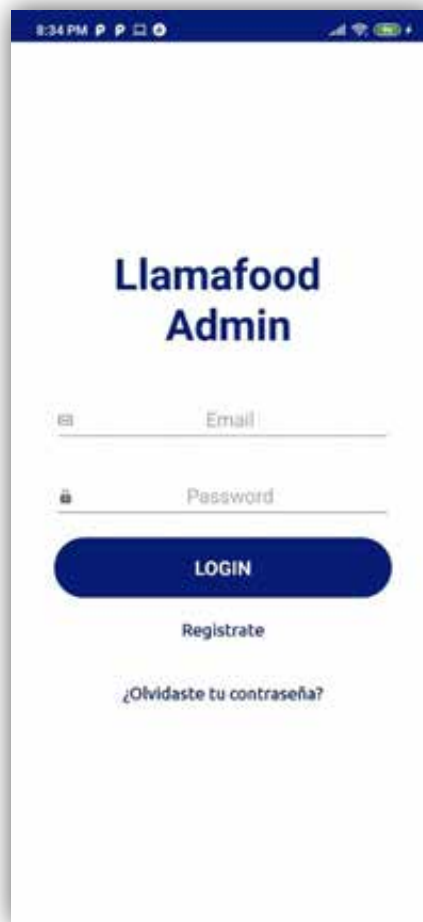 8:34 PM
Llamafood
Admin
Email
Password
LOGIN
Registrate
¿Olvidaste tu contraseña?